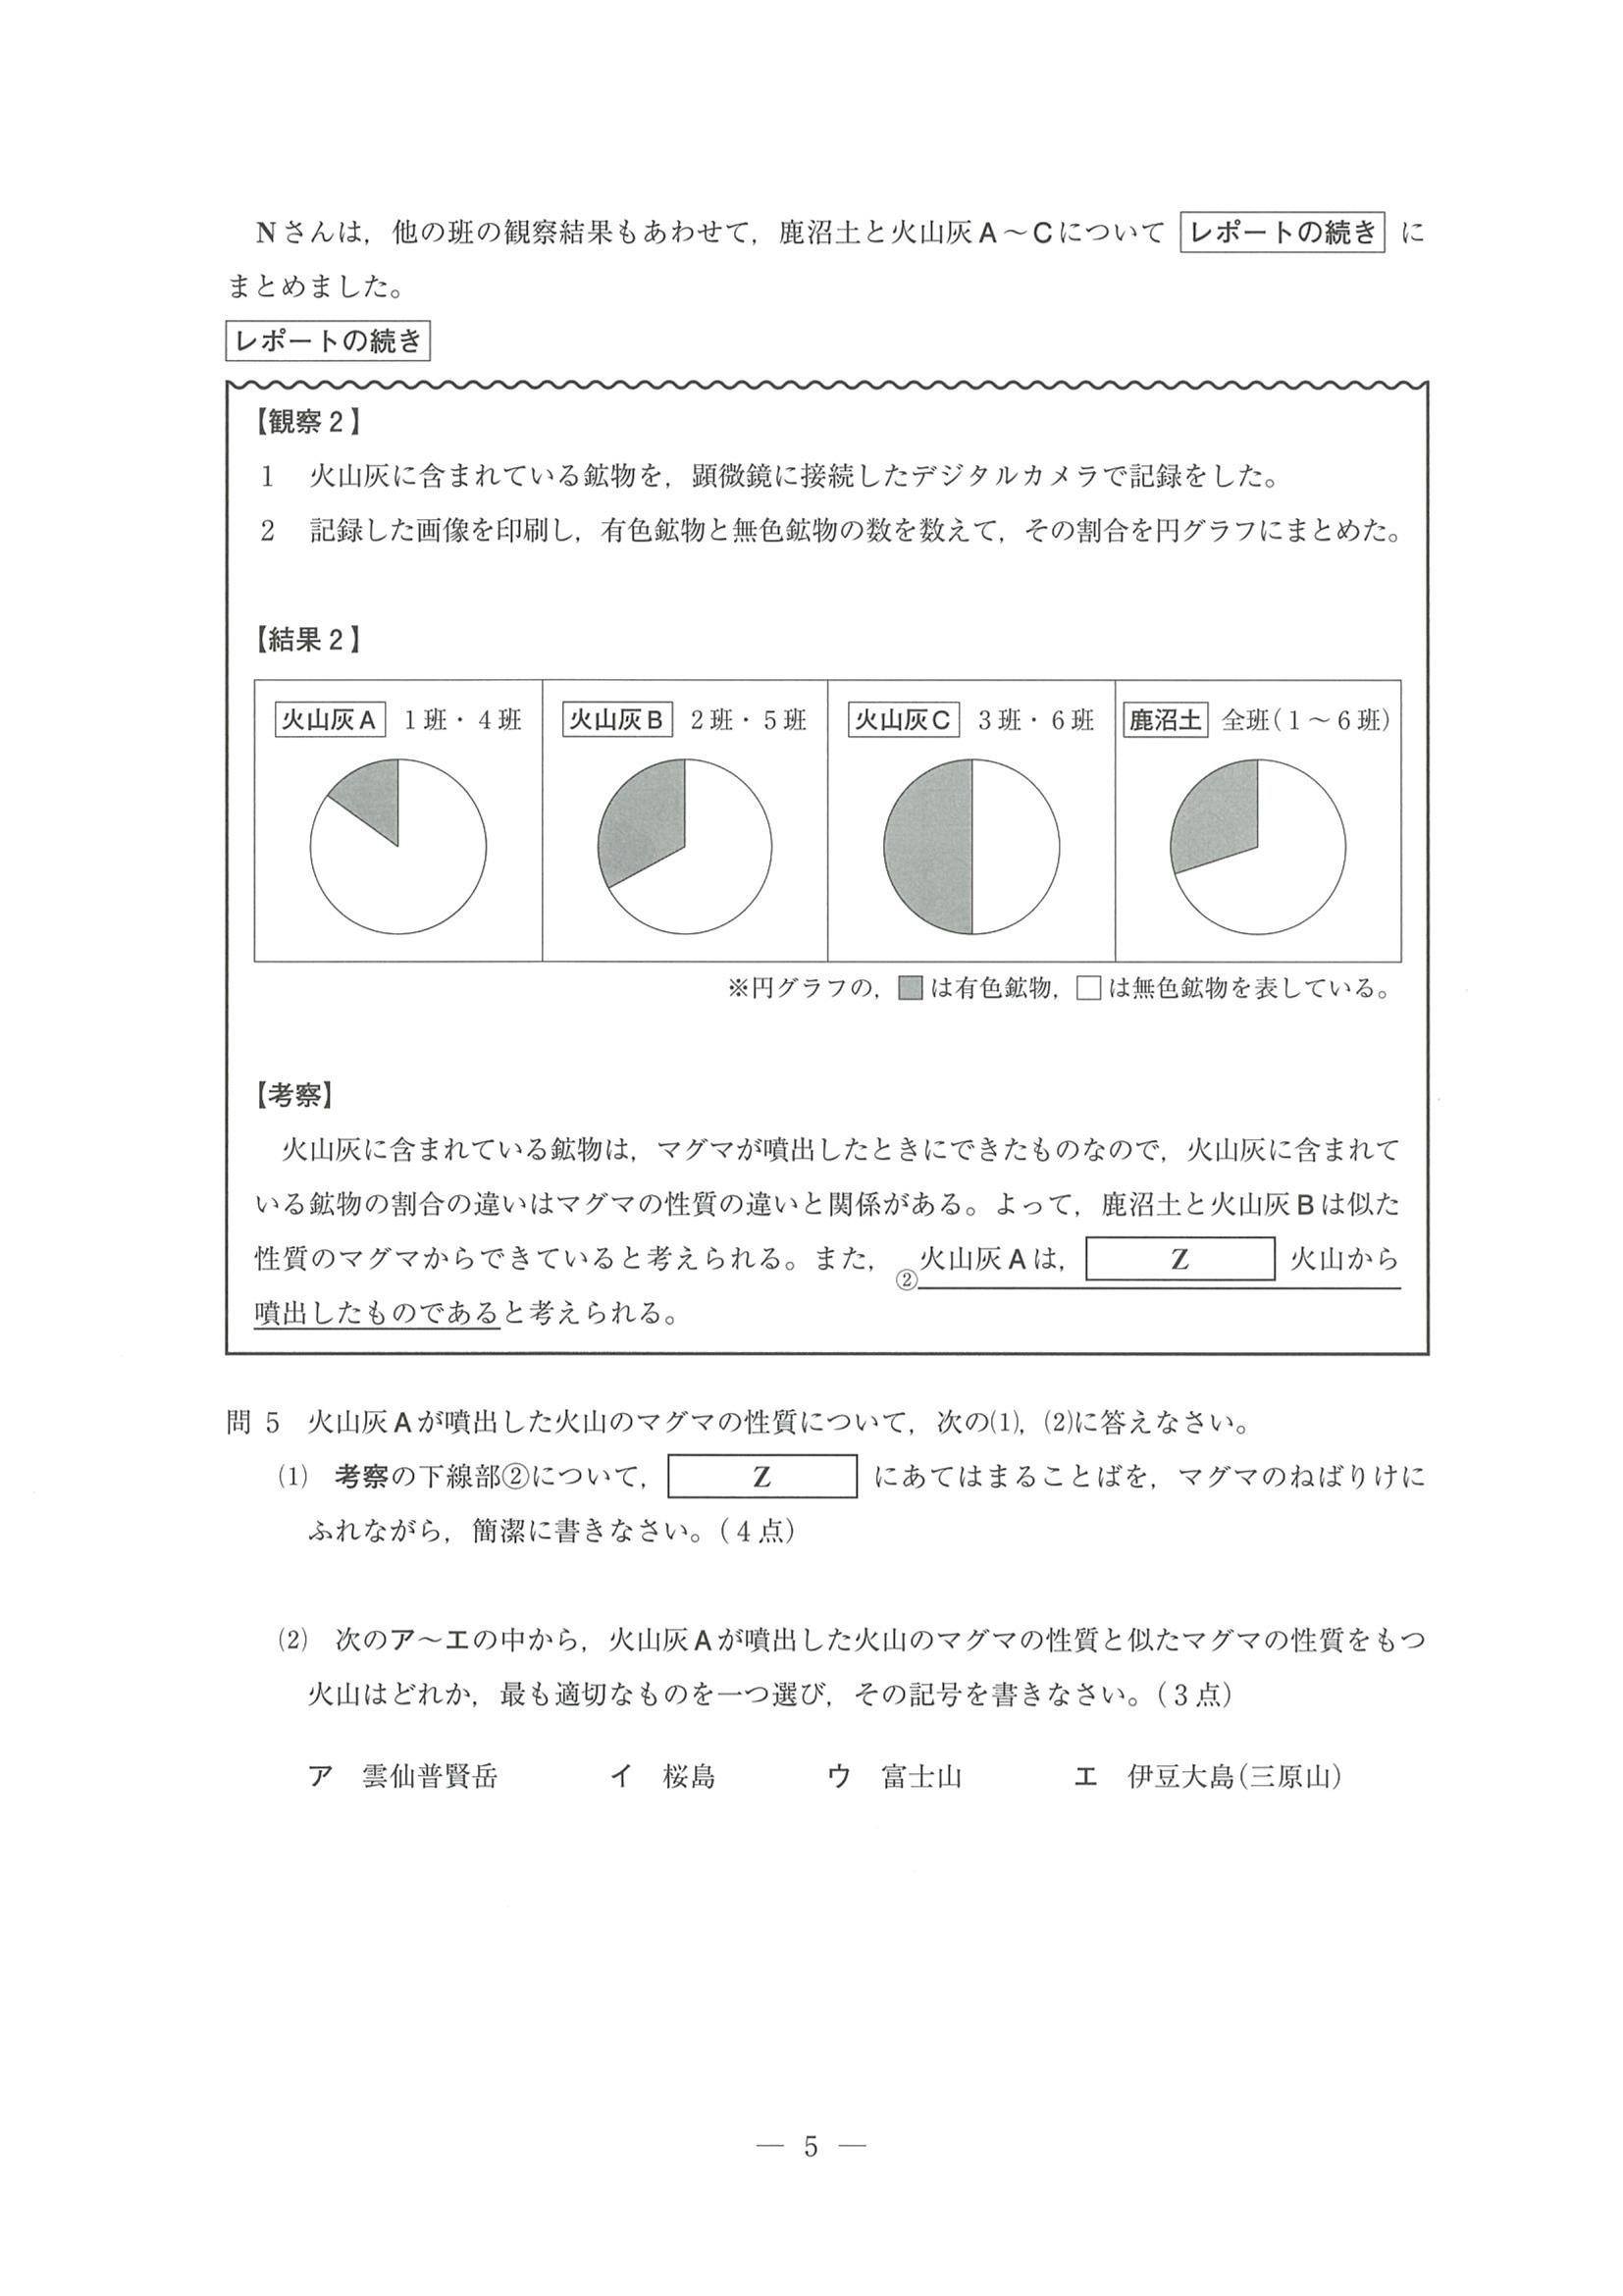 Nさんは，他の班の観察結果もあわせて，鹿沼土と火山灰A～Cについて レポートの続き に
まとめました。
レポートの続き
【観察2】
1　火山灰に含まれている鉱物を，顕微鏡に接続したデジタルカメラで記録をした。
2　記録した画像を印刷し，有色鉱物と無色鉱物の数を数えて，その割合を円グラフにまとめた。
【結果2】
火山灰A　1班・4班
火山灰B　2班・5班
火山灰C　3班・6班
鹿沼土　全班(1～6班)
※円グラフの，は有色鉱物，は無色鉱物を表している。
【考察】
火山灰に含まれている鉱物は，マグマが噴出したときにできたものなので，火山灰に含まれて
いる鉱物の割合の違いはマグマの性質の違いと関係がある。よって，鹿沼土と火山灰Bは似た
性質のマグマからできていると考えられる。また，②火山灰Aは， Z 火山から
噴出したものであると考えられる。
問5　火山灰Aが噴出した火山のマグマの性質について，次の(1)，(2)に答えなさい。
(1)　考察の下線部②について， Z にあてはまることばを，マグマのねばりけに
ふれながら，簡潔に書きなさい。(4点)
(2)　次のア～エの中から，火山灰Aが噴出した火山のマグマの性質と似たマグマの性質をもつ
火山はどれか，最も適切なものを一つ選び，その記号を書きなさい。(3点)
ア　雲仙普賢岳　イ　桜島　ウ　富士山　エ　伊豆大島(三原山)
— 5 —